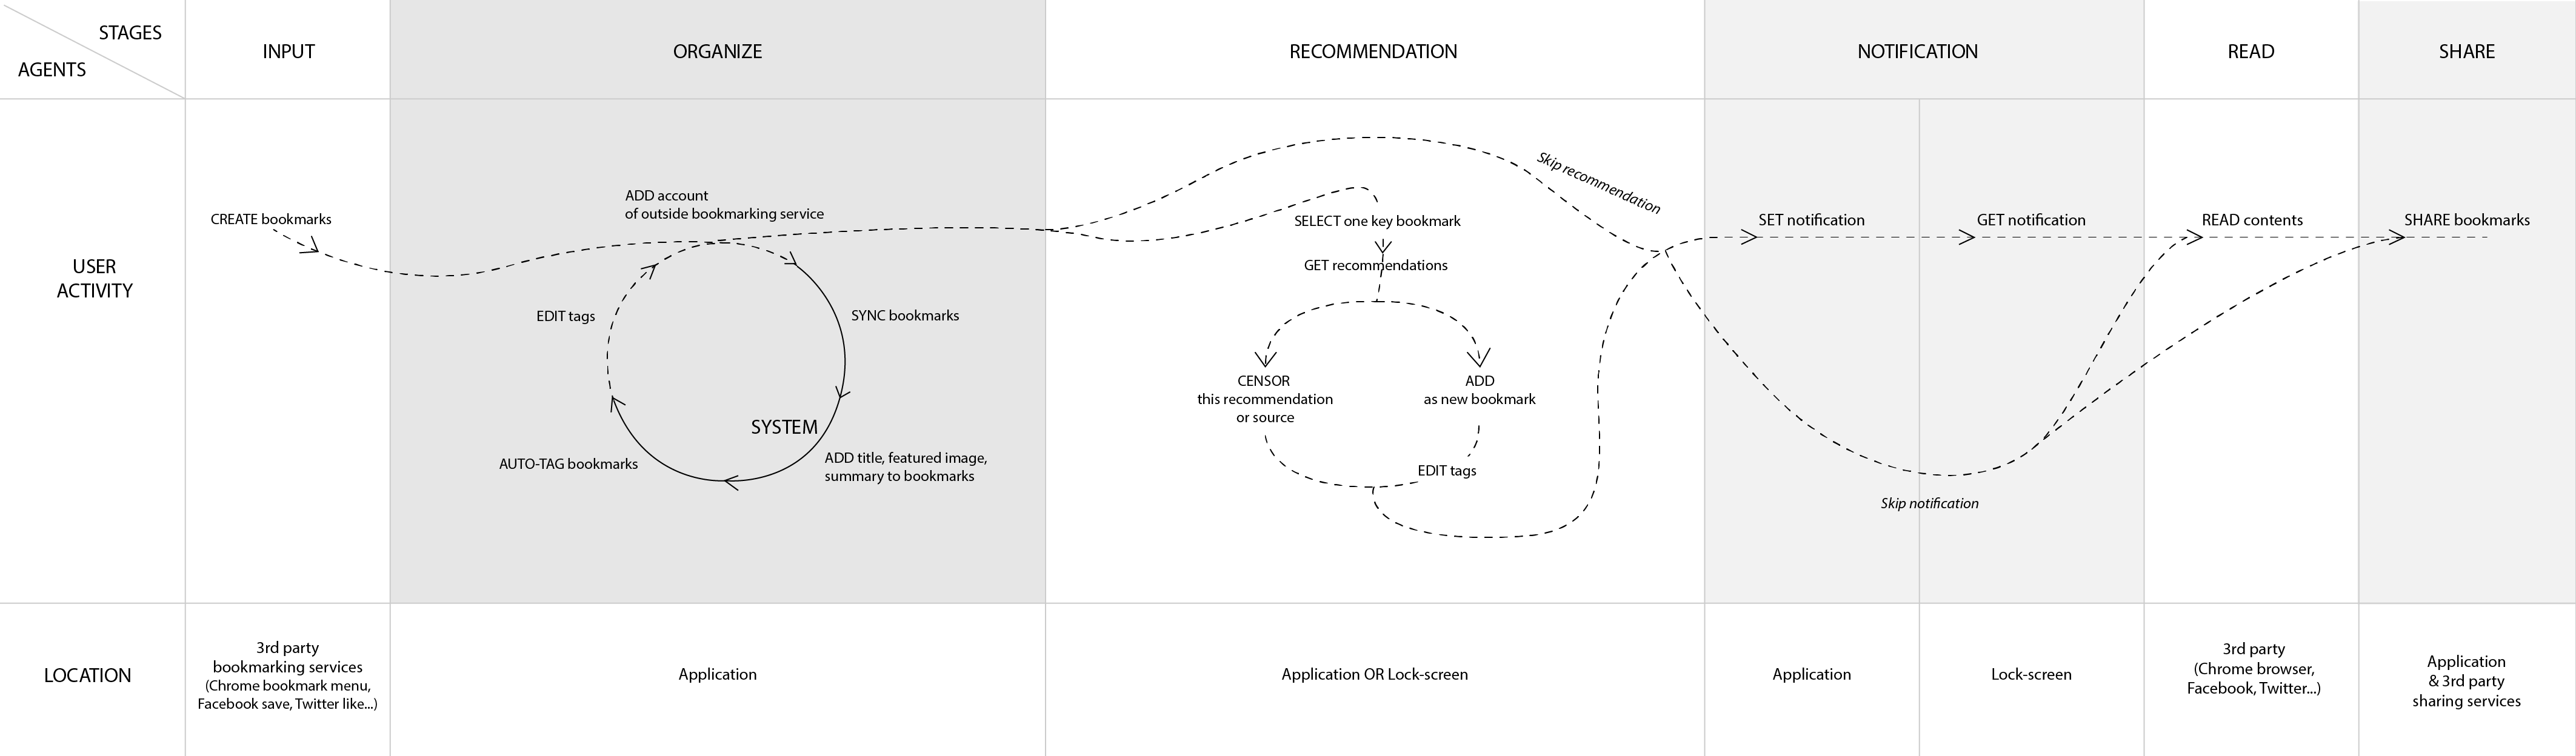 STAGES
AGENTS
INPUT
ORGANIZE
RECOMMENDATION
NOTIFICATION
READ
SHARE
USER
ACTIVITY
CREATE bookmarks
ADD account
of outside bookmarking service
SYNC bookmarks
SYSTEM
ADD title, featured image,
summary to bookmarks
AUTO-TAG bookmarks
EDIT tags
Skip recommendation
SELECT one key bookmark
GET recommendations
CENSOR
this recommendation
or source
ADD
as new bookmark
EDIT tags
SET notification
GET notification
Skip notification
READ contents
SHARE bookmarks
LOCATION
3rd party
bookmarking services
(Chrome bookmark menu,
Facebook save, Twitter like...)
Application
Application OR Lock-screen
Application
Lock-screen
3rd party
(Chrome browser,
Facebook, Twitter...)
Application
& 3rd party
sharing services